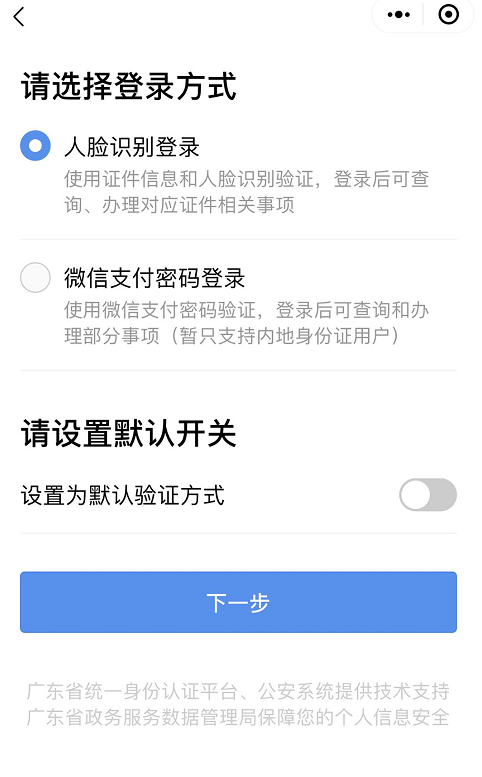 请选择登录方式
人脸识别登录
使用证件信息和人脸识别验证，登录后可查
询、办理对应证件相关事项
微信支付密码登录
使用微信支付密码验证，登录后可查询和办
理部分事项（暂只支持内地身份证用户）
请设置默认开关
设置为默认验证方式
下一步
广东省统一身份认证平台、公安系统提供技术支持
广东省政务服务数据管理局保障您的个人信息安全